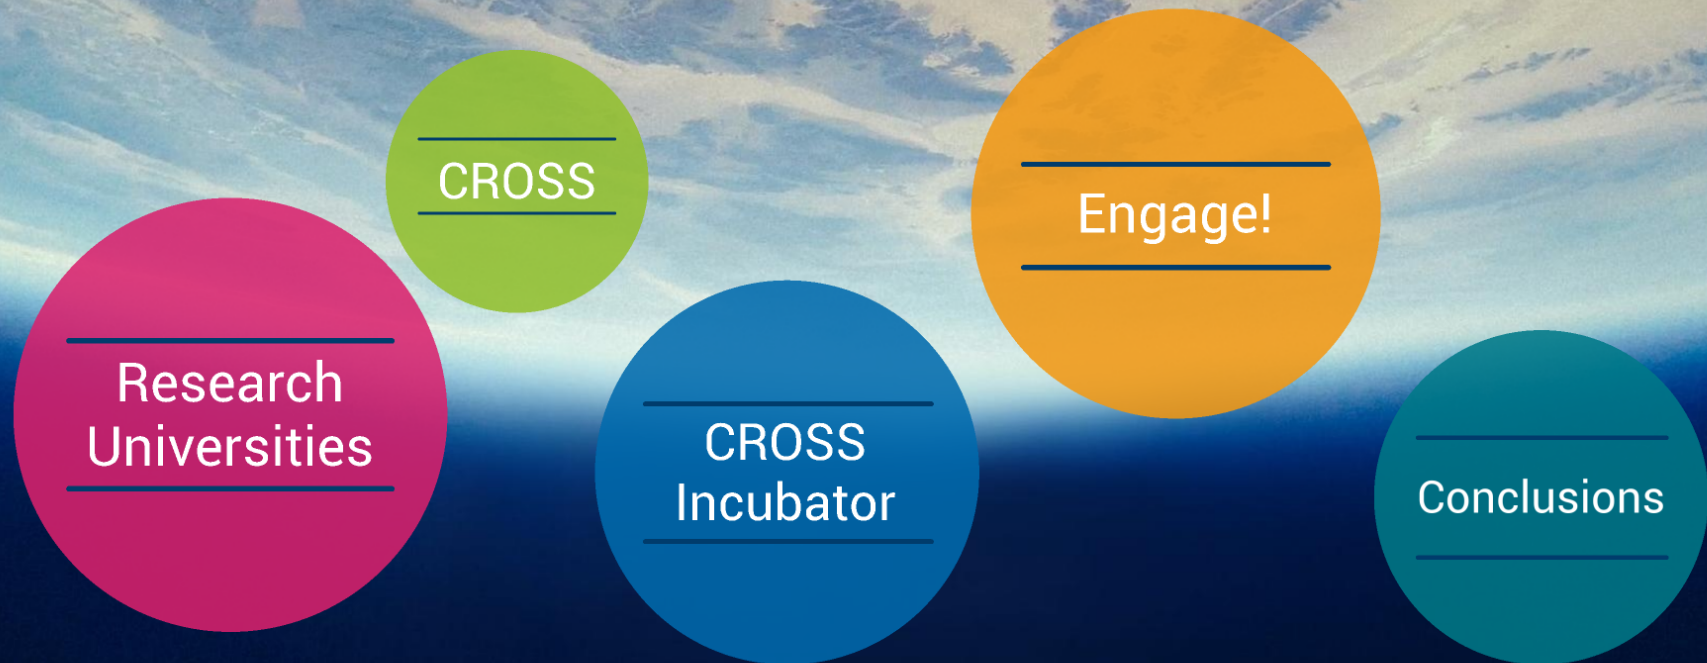 Research
Universities
CROSS
CROSS
Incubator
Engage!
Conclusions